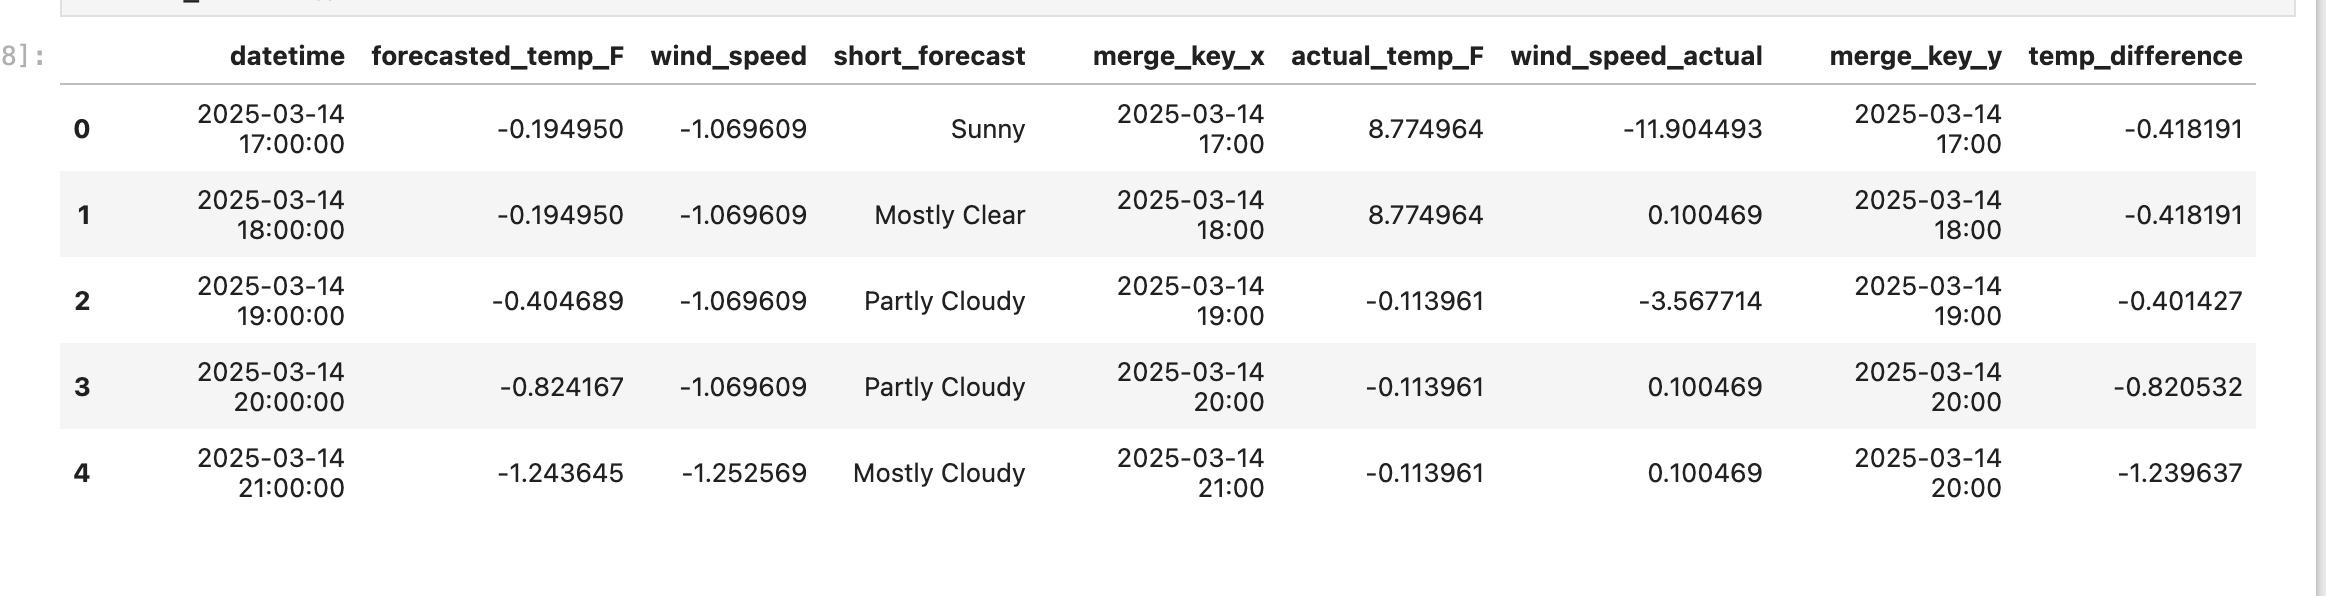 8]:
datetime forecasted_temp_F wind_speed short_forecast merge_key_x actual_temp_F wind_speed_actual merge_key_y temp_difference
0 2025-03-14 17:00:00 -0.194950 -1.069609 Sunny 2025-03-14 17:00 8.774964 -11.904493 2025-03-14 17:00 -0.418191
1 2025-03-14 18:00:00 -0.194950 -1.069609 Mostly Clear 2025-03-14 18:00 8.774964 0.100469 2025-03-14 18:00 -0.418191
2 2025-03-14 19:00:00 -0.404689 -1.069609 Partly Cloudy 2025-03-14 19:00 -0.113961 -3.567714 2025-03-14 19:00 -0.401427
3 2025-03-14 20:00:00 -0.824167 -1.069609 Partly Cloudy 2025-03-14 20:00 -0.113961 0.100469 2025-03-14 20:00 -0.820532
4 2025-03-14 21:00:00 -1.243645 -1.252569 Mostly Cloudy 2025-03-14 21:00 -0.113961 0.100469 2025-03-14 20:00 -1.239637